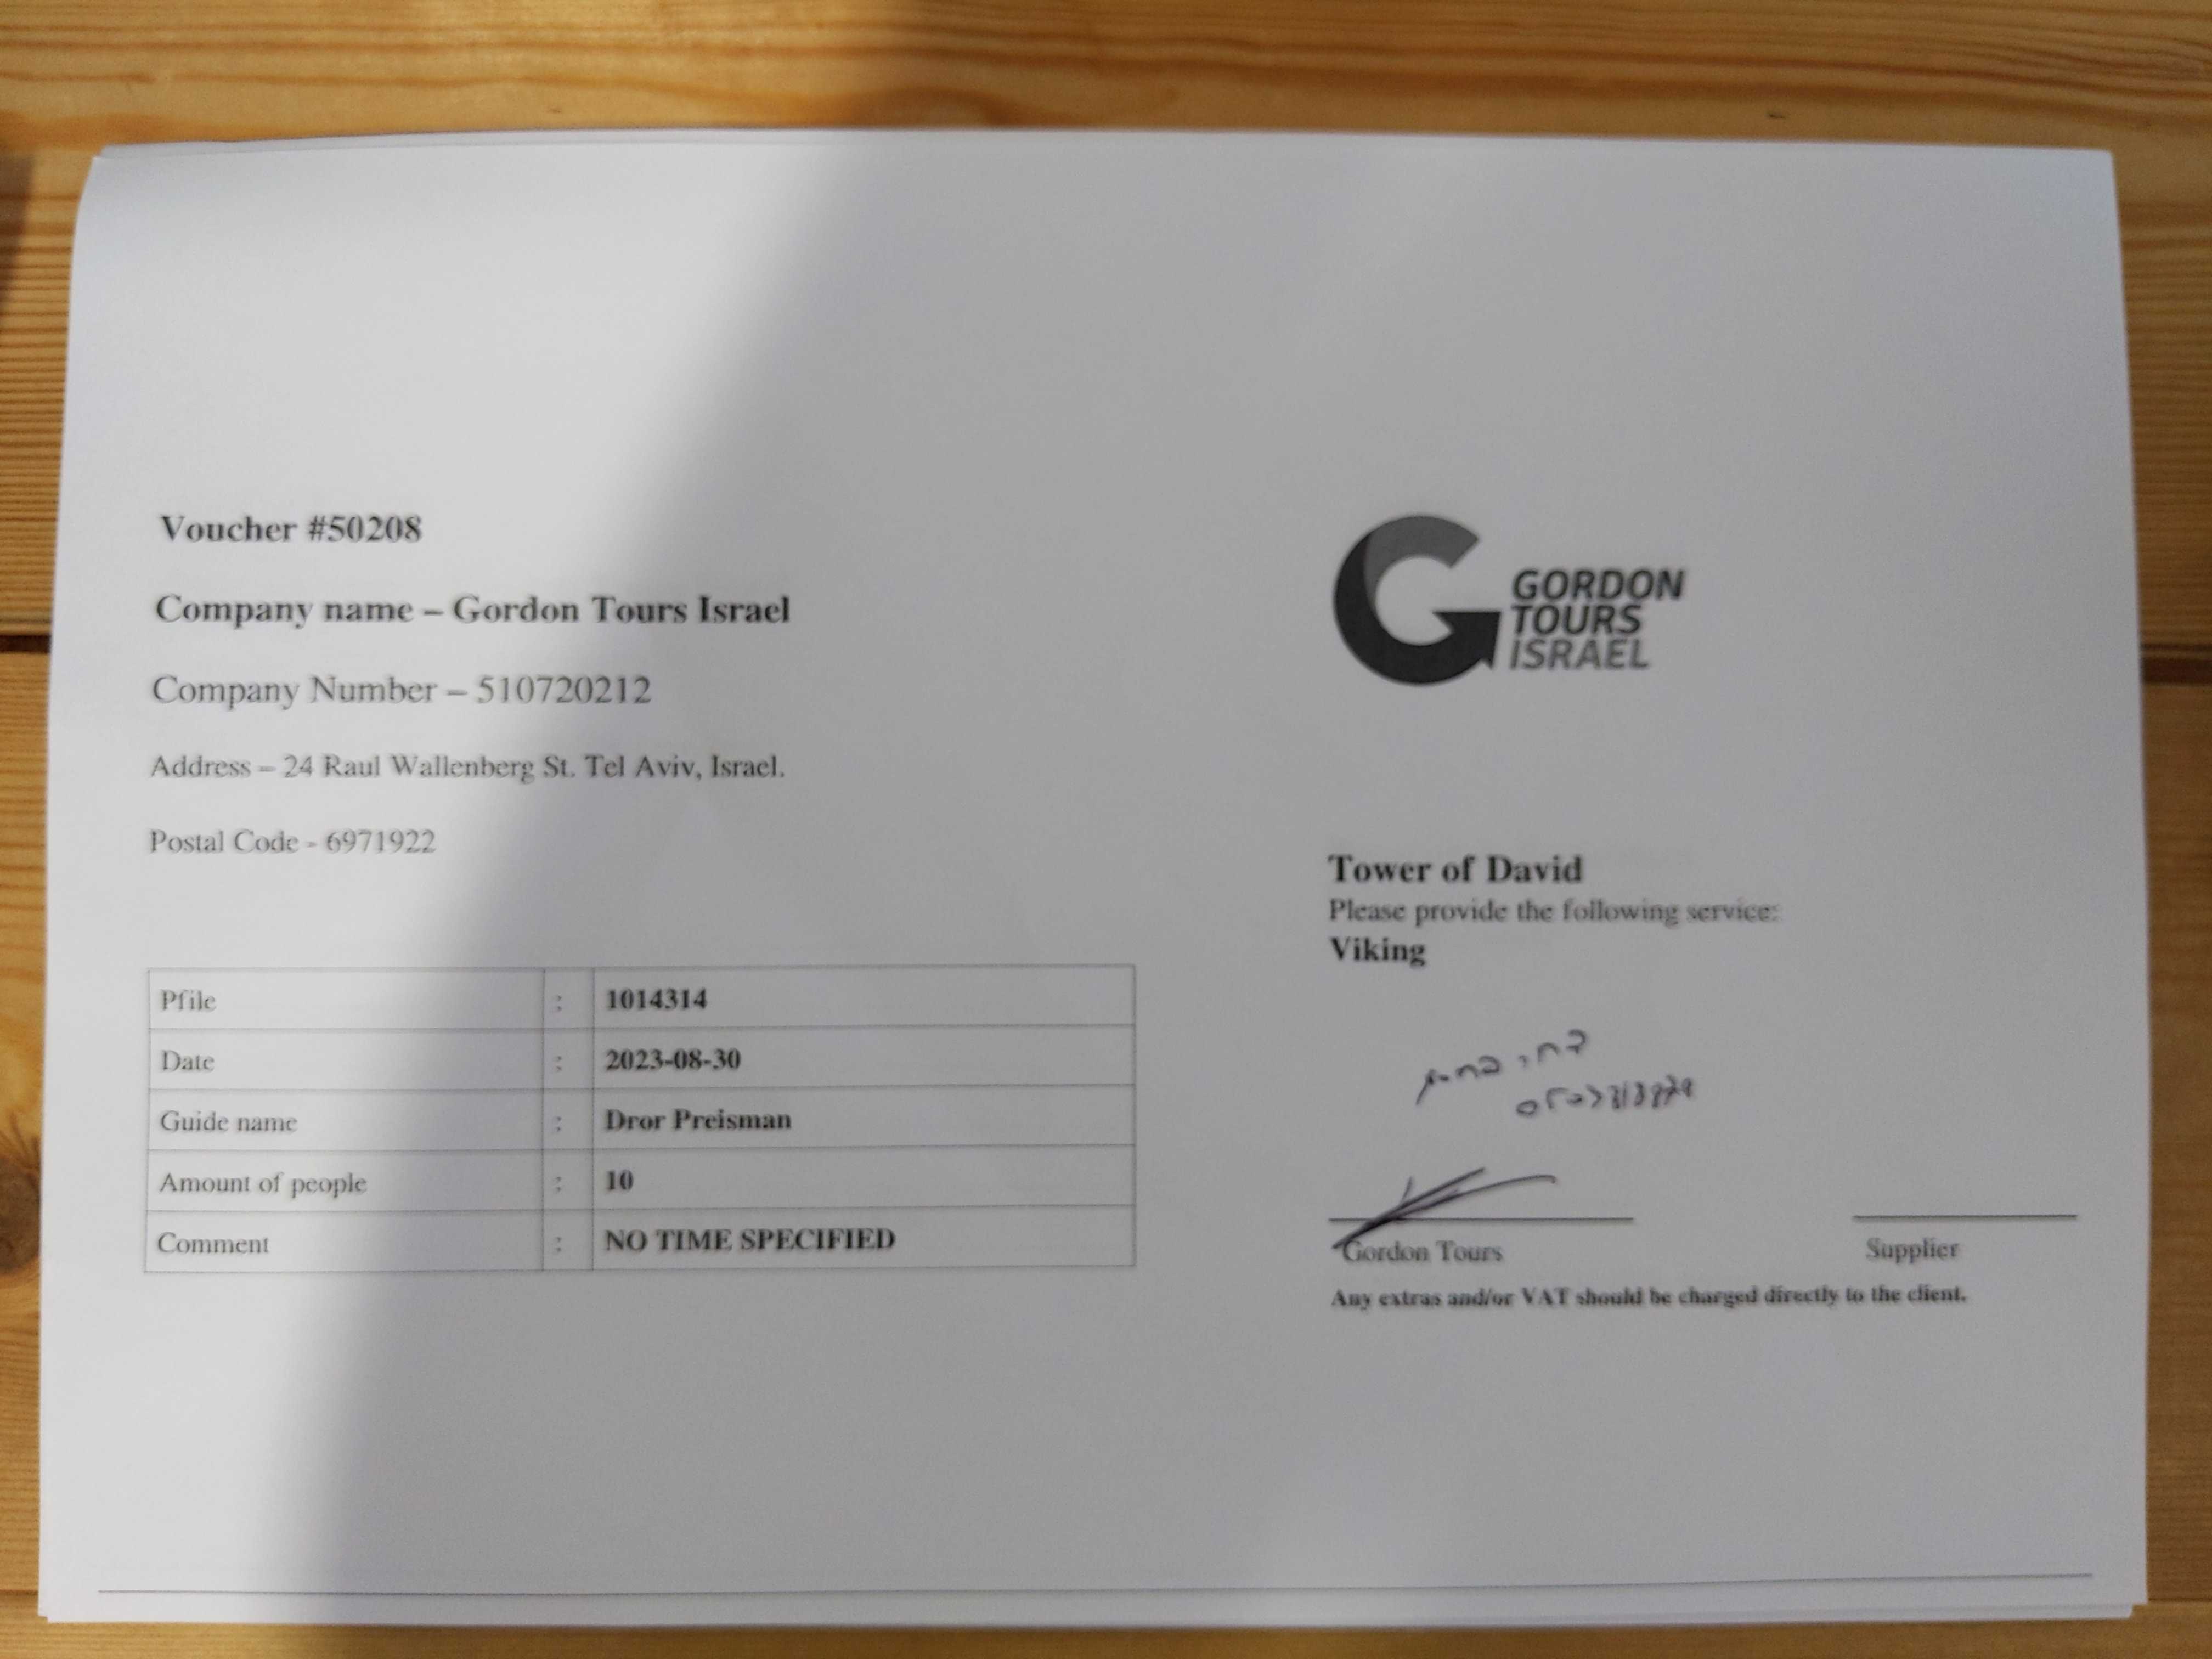 Voucher #50208
Company name – Gordon Tours Israel
Company Number – 510720212
Address – 24 Raul Wallenberg St. Tel Aviv, Israel.
Postal Code - 6971922
Pfile : 1014314
Date : 2023-08-30
Guide name : Dror Preisman
Amount of people : 10
Comment : NO TIME SPECIFIED
GORDON
TOURS
ISRAEL
Tower of David
Please provide the following service:
Viking
Gordon Tours
Supplier
Any extras and/or VAT should be charged directly to the client.